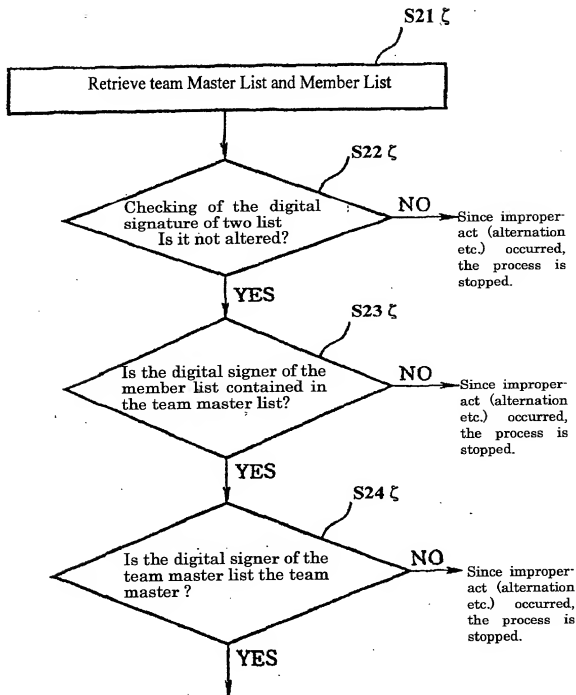 S21 ζ
Retrieve team Master List and Member List
S22 ζ
Checking of the digital
signature of two list
Is it not altered?
NO
Since improper-
act (alternation
etc.) occurred,
the process is
stopped.
YES
S23 ζ
Is the digital signer of the
member list contained in
the team master list?
NO
Since improper-
act (alternation
etc.) occurred,
the process is
stopped.
YES
S24 ζ
Is the digital signer of the
team master list the team
master ?
NO
Since improper-
act (alternation
etc.) occurred,
the process is
stopped.
YES